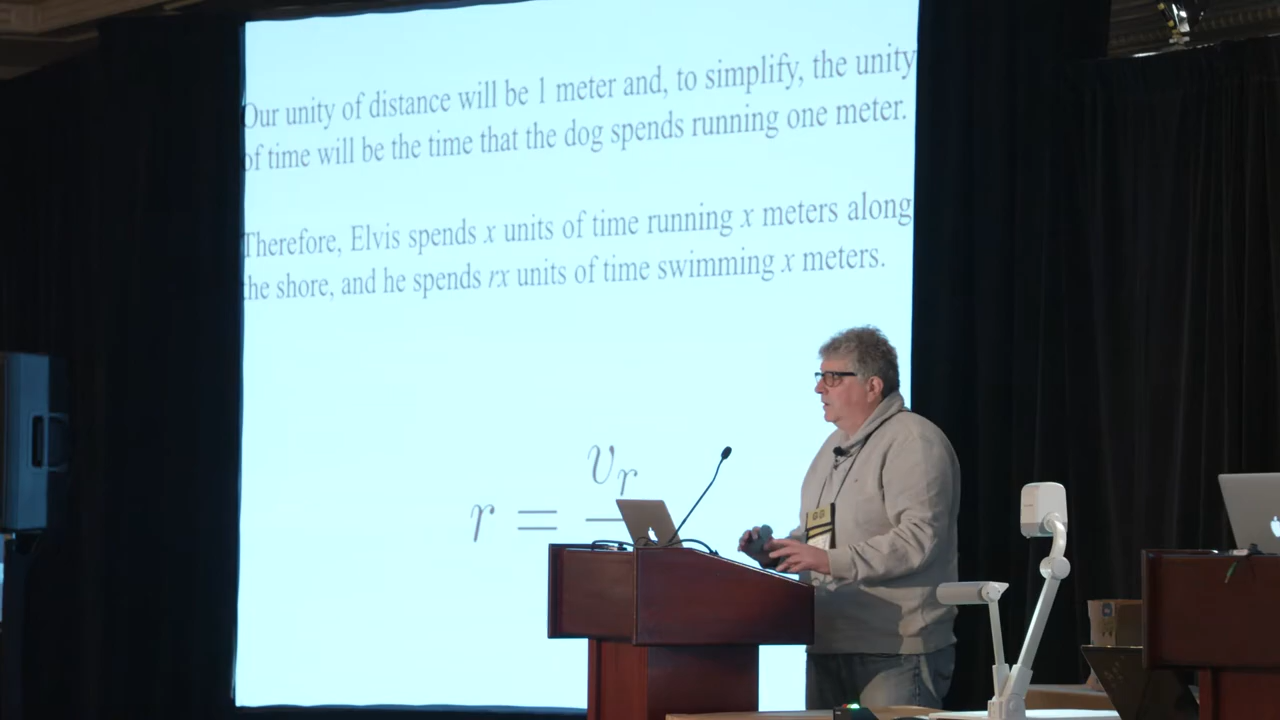 Our unity of distance will be 1 meter and, to simplify, the unity
of time will be the time that the dog spends running one meter.
Therefore, Elvis spends x units of time running x meters along
the shore, and he spends rx units of time swimming x meters.
r = v_r